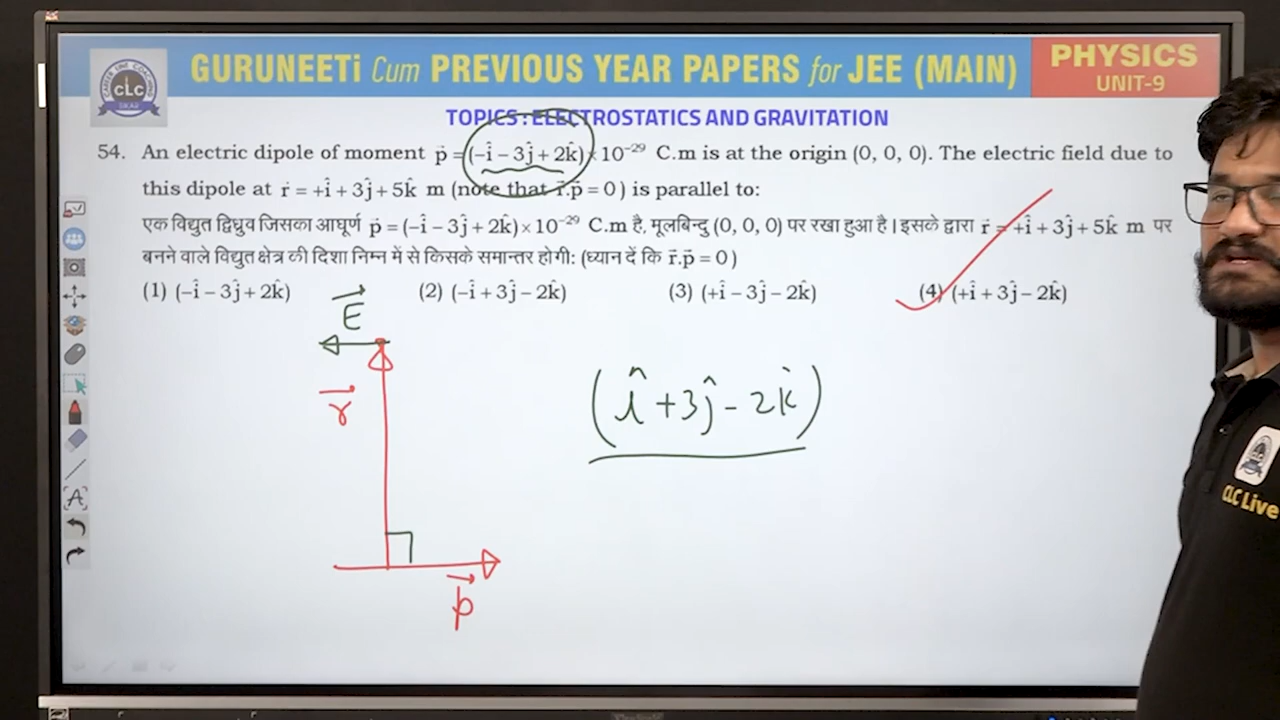 GURUNEETi Cum PREVIOUS YEAR PAPERS for JEE (MAIN)
PHYSICS
UNIT-9
CLC
SIKAR
TOPICS : ELECTROSTATICS AND GRAVITATION
54. An electric dipole of moment p⃗ = (−î − 3ĵ + 2k̂) × 10⁻²⁹ C.m is at the origin (0, 0, 0). The electric field due to
this dipole at r⃗ = +î + 3ĵ + 5k̂ m (note that r⃗.p⃗ = 0) is parallel to:
एक विद्युत द्विध्रुव जिसका आघूर्ण p⃗ = (−î − 3ĵ + 2k̂) × 10⁻²⁹ C.m है, मूलबिन्दु (0, 0, 0) पर रखा हुआ है। इसके द्वारा r⃗ = +î + 3ĵ + 5k̂ m पर
बनने वाले विद्युत क्षेत्र की दिशा निम्न में से किसके समान्तर होगी: (ध्यान दें कि r⃗.p⃗ = 0)
(1) (−î − 3ĵ + 2k̂) (2) (−î + 3ĵ − 2k̂) (3) (+î − 3ĵ − 2k̂) (4) (+î + 3ĵ − 2k̂)
E⃗
r⃗
(î + 3ĵ − 2k̂)
p⃗
CLC Live